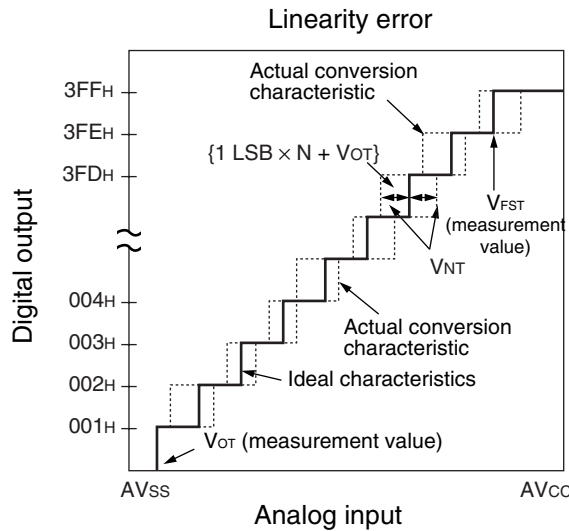 Linearity error
Digital output
3FFH
3FEH
3FDH
004H
003H
002H
001H
Actual conversion
characteristic
{1 LSB × N + VOT}
VFST
(measurement
value)
VNT
Actual conversion
characteristic
Ideal characteristics
VOT (measurement value)
AVSS
AVCC
Analog input